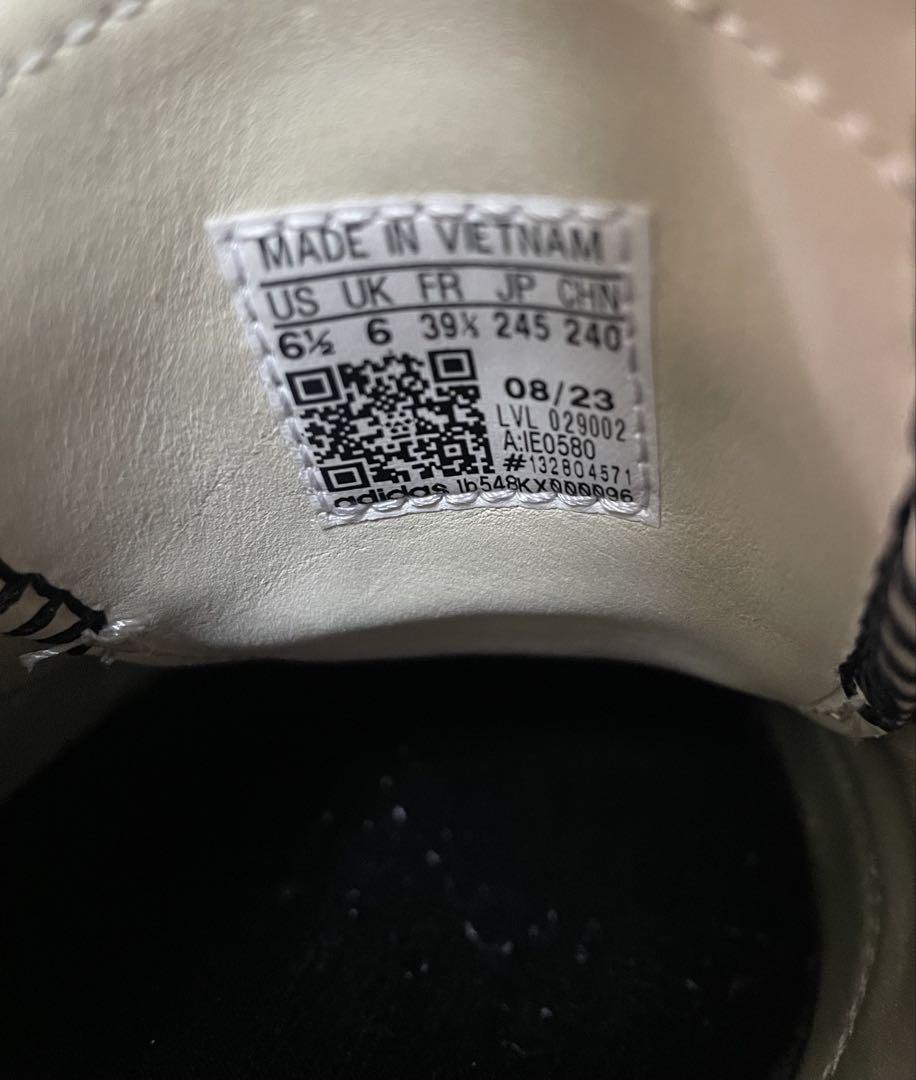 MADE IN VIETNAM
US UK FR JP CHN
6½ 6 39⅓ 245 240
08/23
LVL 029002
A:IE0580
#132804571
adidas 1b548KX000096